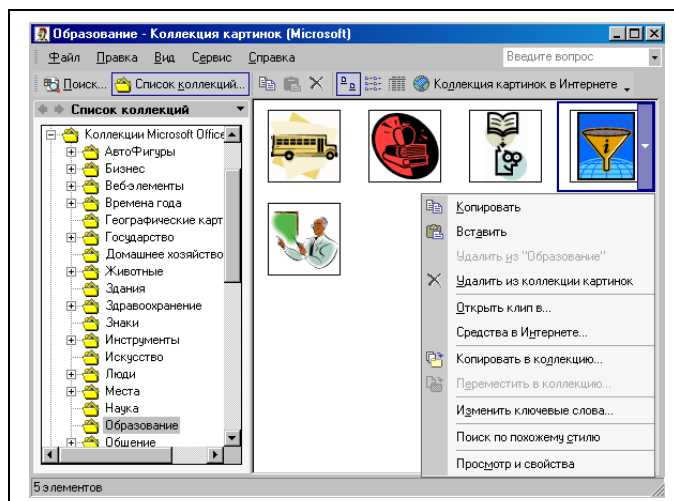 Образование - Коллекция картинок (Microsoft)
Файл Правка Вид Сервис Справка
Введите вопрос
Поиск... Список коллекций... Коллекция картинок в Интернете
Список коллекций
Коллекции Microsoft Office
АвтоФигуры
Бизнес
Веб-элементы
Времена года
Географические карт
Государство
Домашнее хозяйство
Животные
Здания
Здравоохранение
Знаки
Инструменты
Искусство
Люди
Места
Наука
Образование
Общение
i
Копировать
Вставить
Удалить из "Образование"
Удалить из коллекции картинок
Открыть клип в...
Средства в Интернете...
Копировать в коллекцию...
Переместить в коллекцию...
Изменить ключевые слова...
Поиск по похожему стилю
Просмотр и свойства
5 элементов